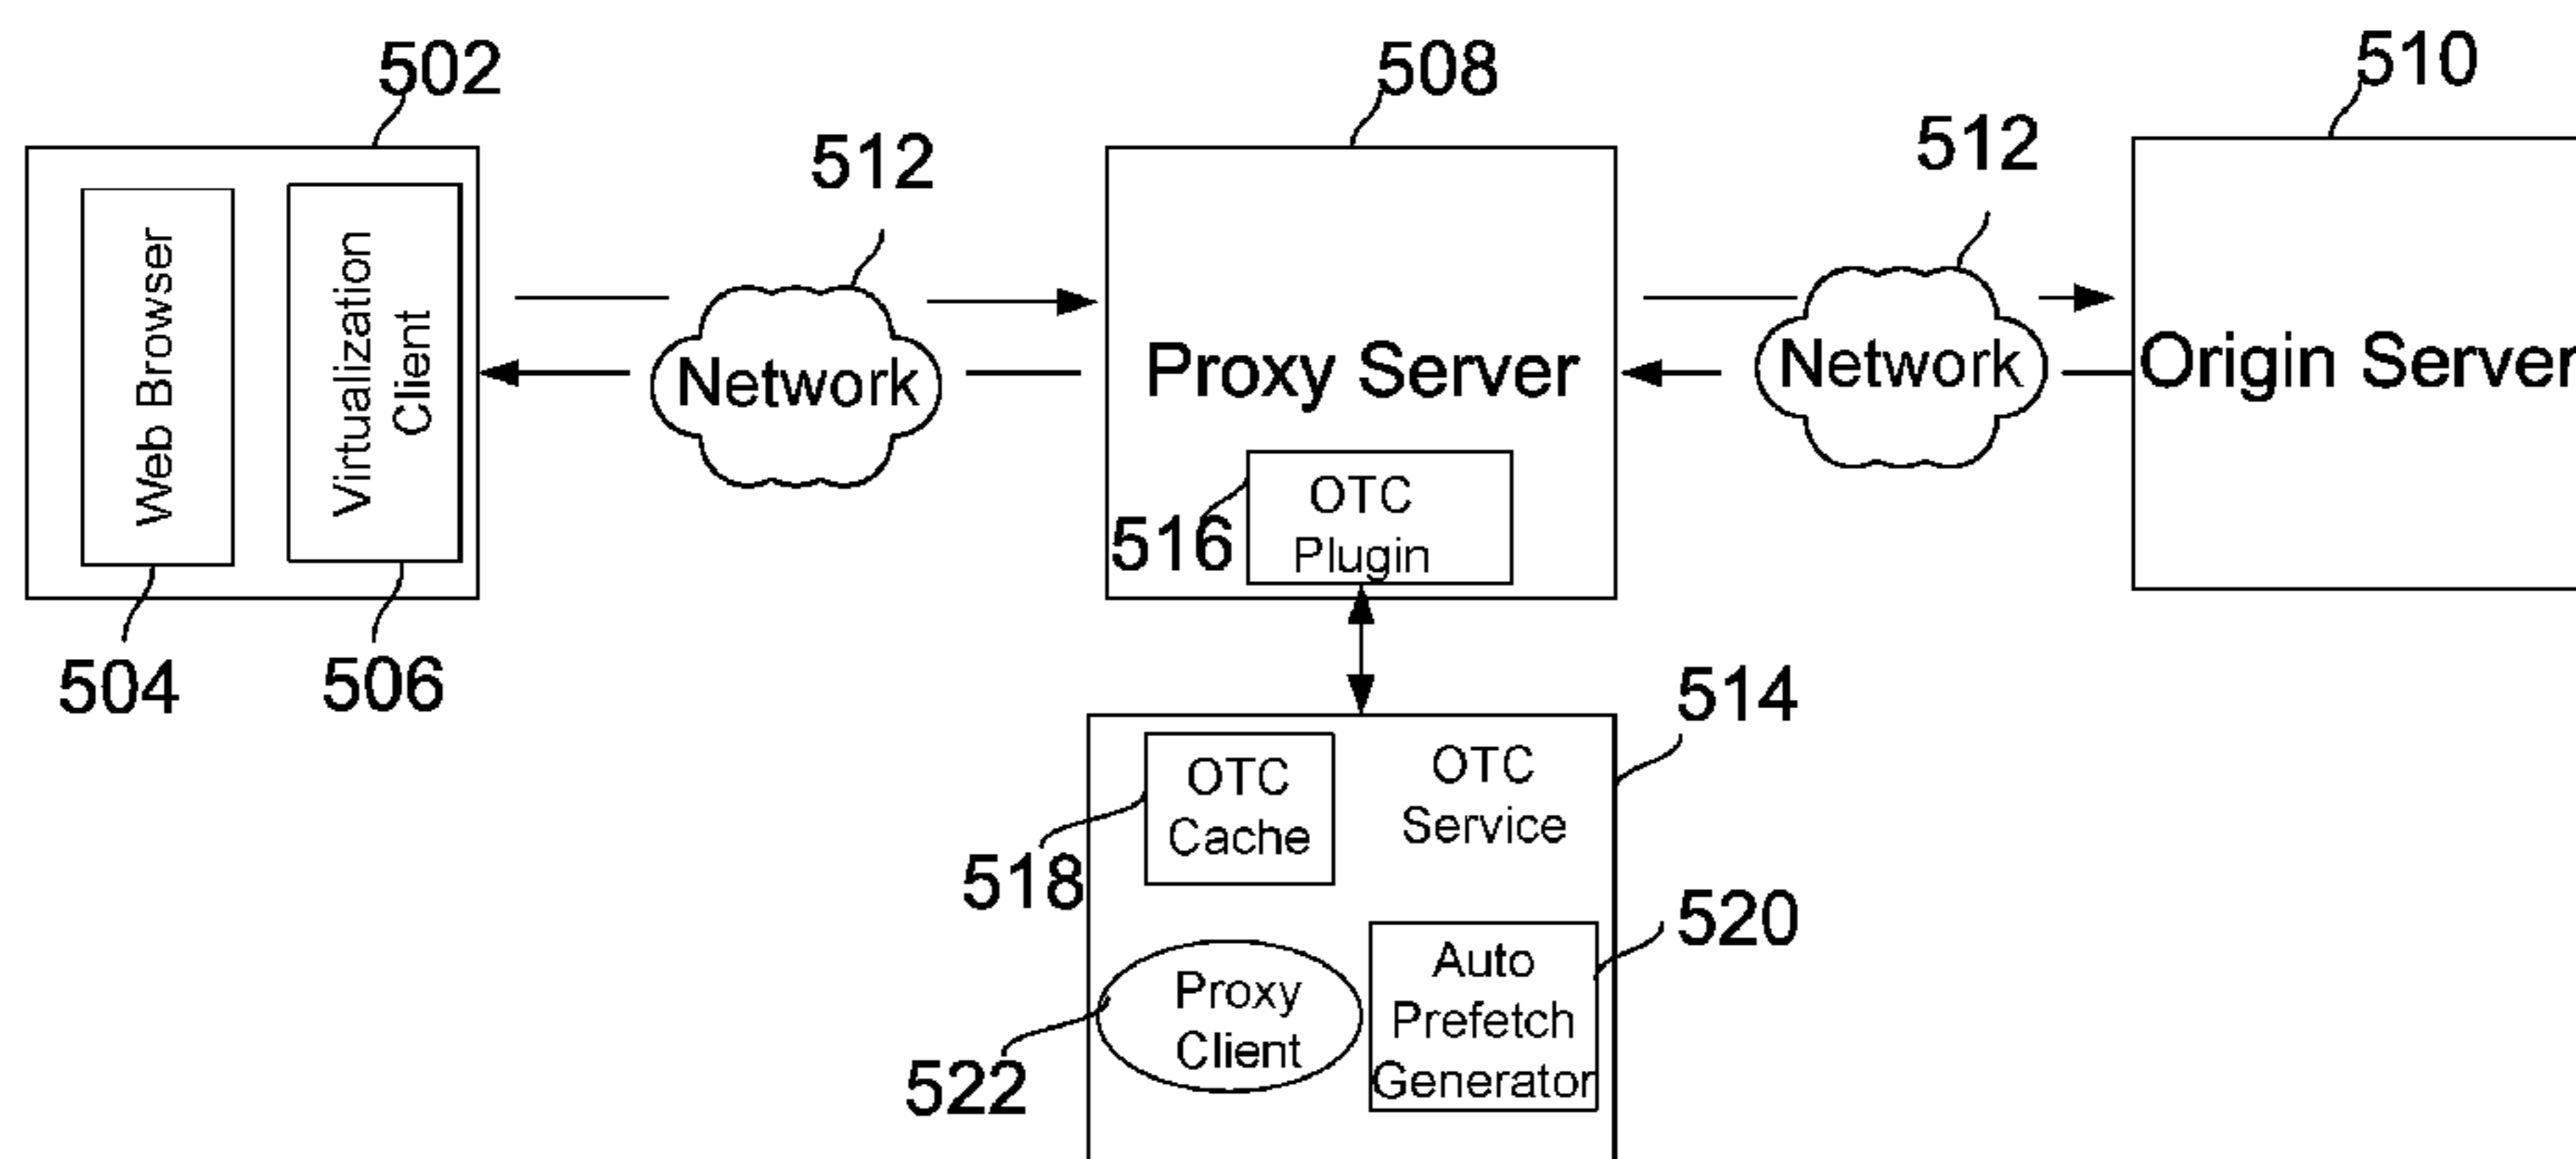 502
508
510
512
512
Web Browser
Virtualization
Client
Network
Proxy Server
Network
Origin Server
516
OTC
Plugin
504
506
514
OTC
Cache
OTC
Service
518
520
Proxy
Client
Auto
Prefetch
Generator
522